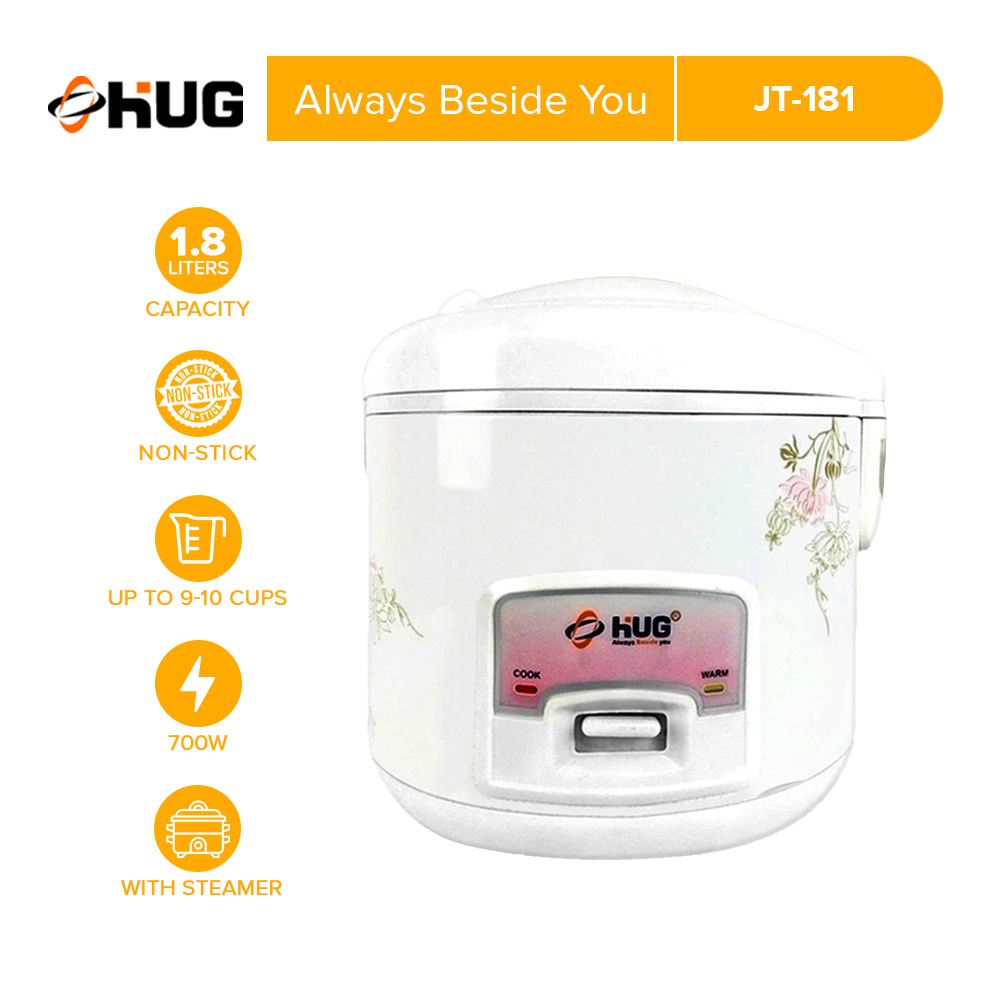 HUG
Always Beside You
JT-181
1.8
LITERS
CAPACITY
NON-STICK
NON-STICK
NON-STICK
NON-STICK
UP TO 9-10 CUPS
700W
WITH STEAMER
HUG®
Always Beside you
COOK
WARM